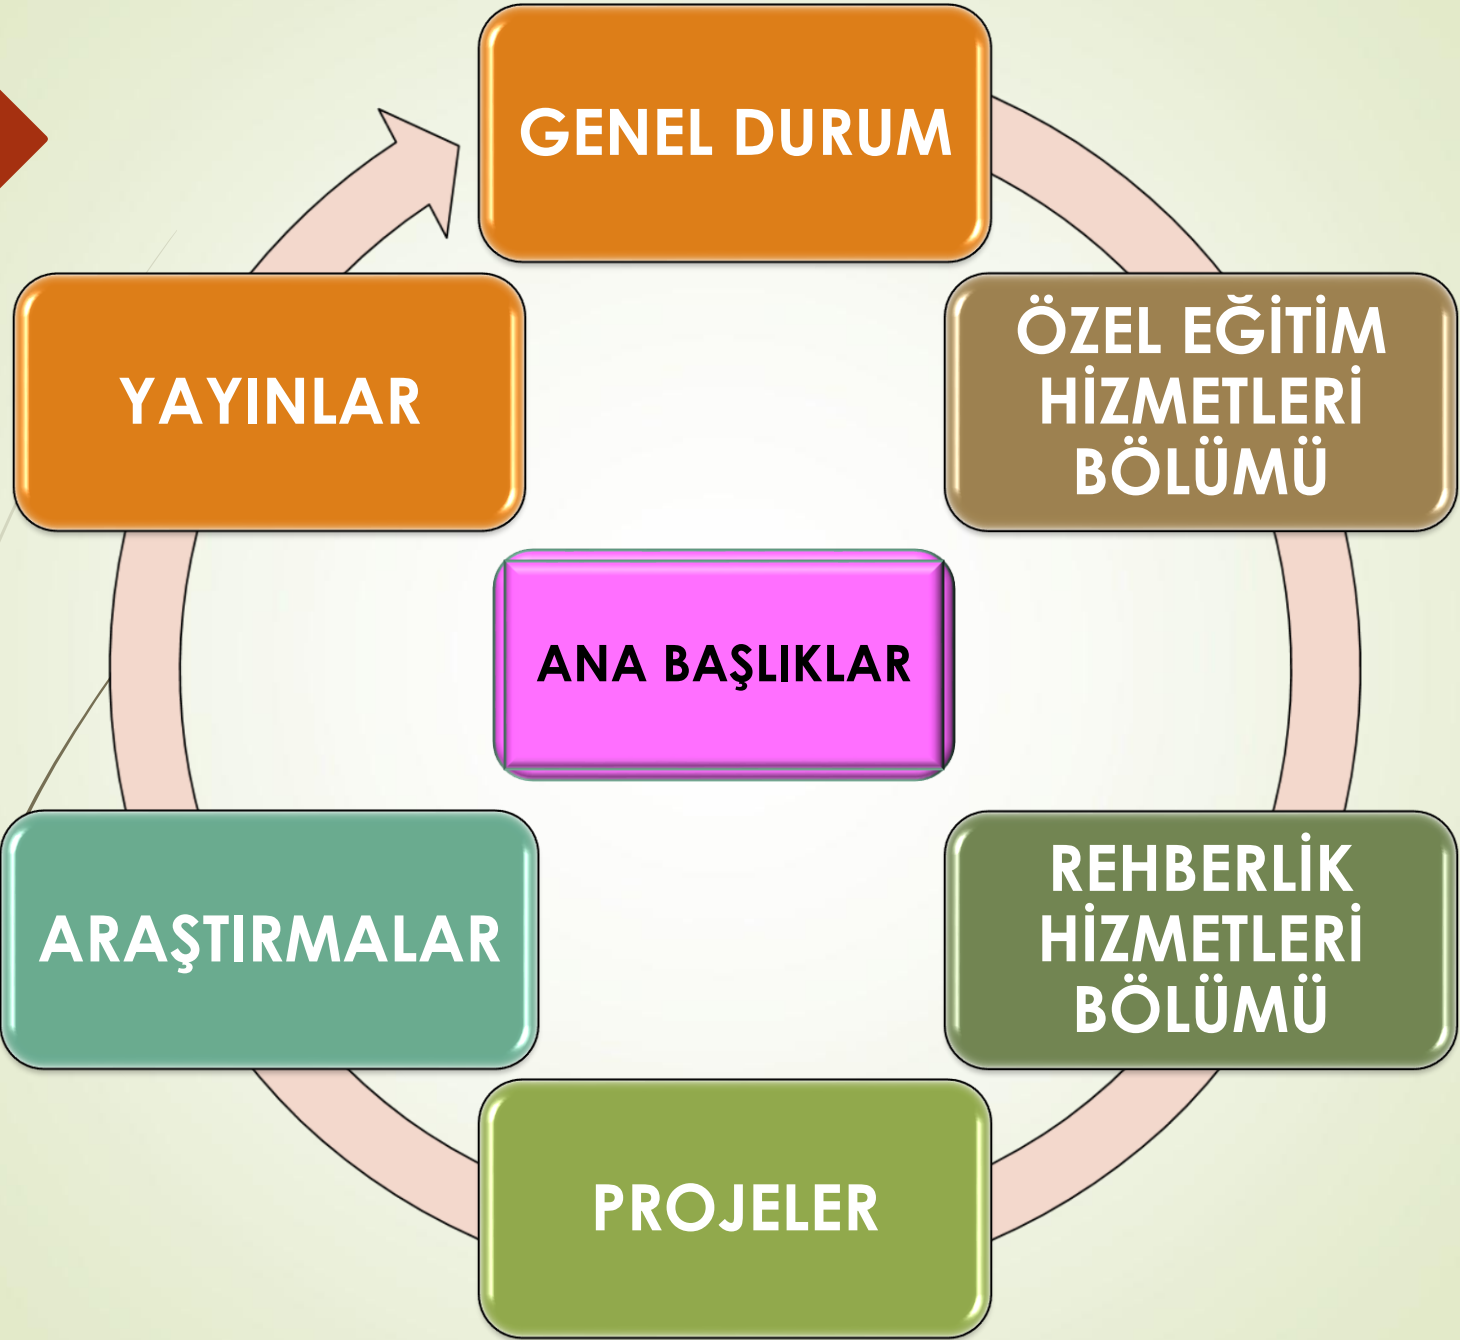 GENEL DURUM
ÖZEL EĞİTİM
HİZMETLERİ
BÖLÜMÜ
REHBERLİK
HİZMETLERİ
BÖLÜMÜ
PROJELER
ARAŞTIRMALAR
YAYINLAR
ANA BAŞLIKLAR